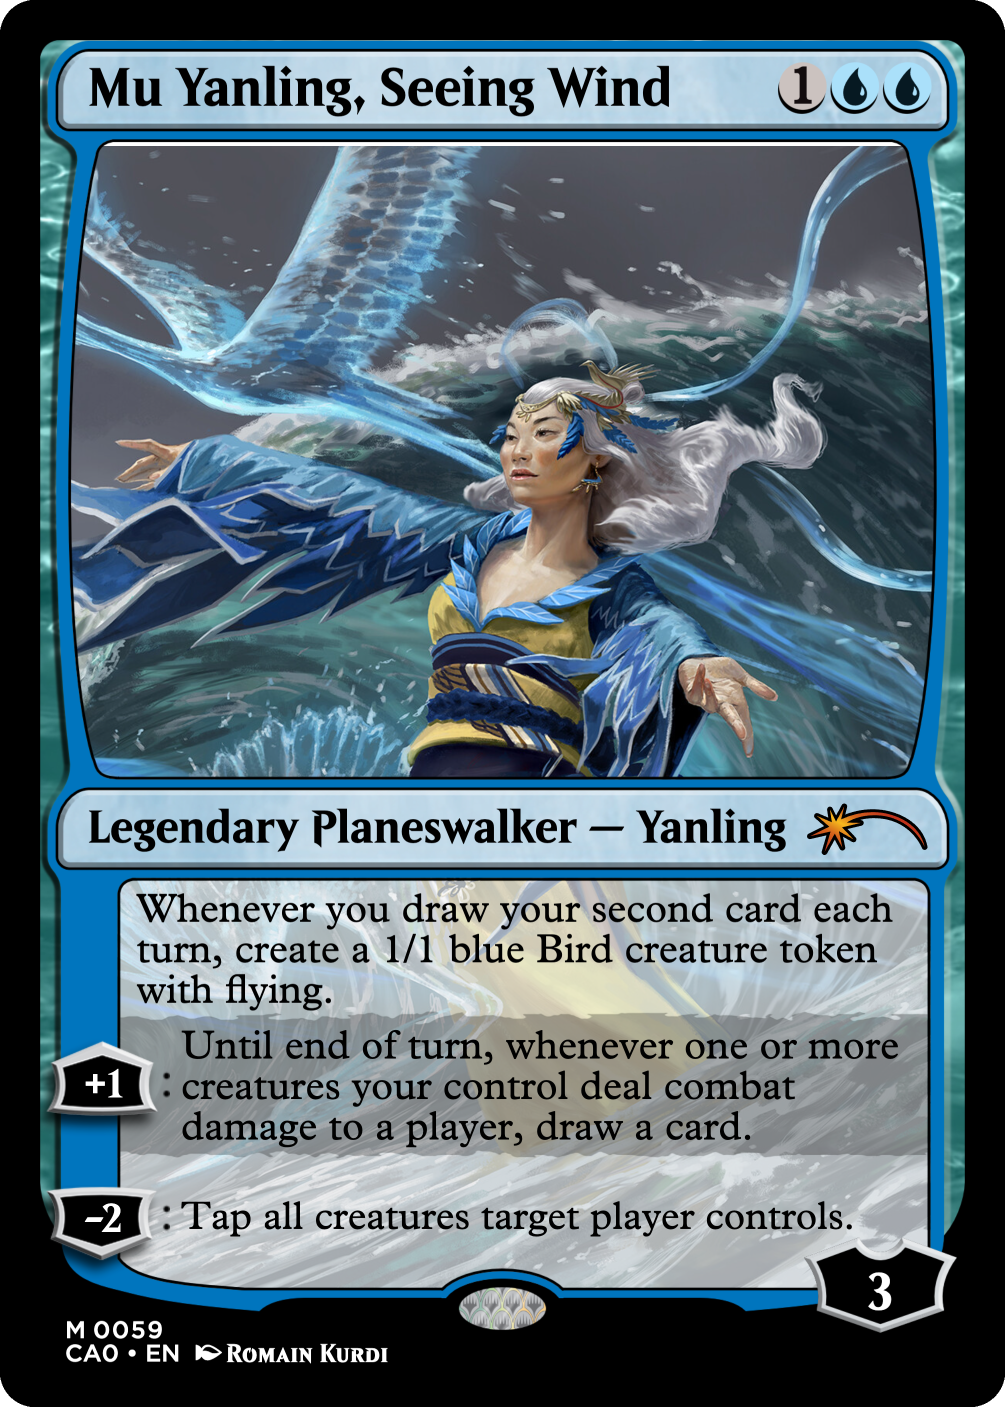 Mu Yanling, Seeing Wind 1
Legendary Planeswalker — Yanling
Whenever you draw your second card each
turn, create a 1/1 blue Bird creature token
with flying.
Until end of turn, whenever one or more
+1 : creatures your control deal combat
damage to a player, draw a card.
-2 : Tap all creatures target player controls.
3
M 0059
CAO • EN Romain Kurdi